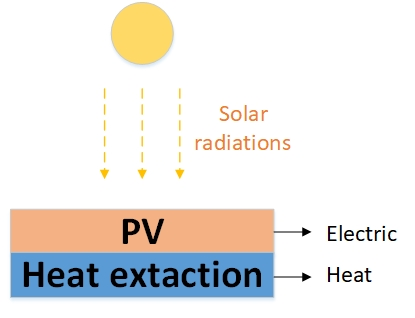 Solar
radiations
PV
Electric
Heat extaction
Heat